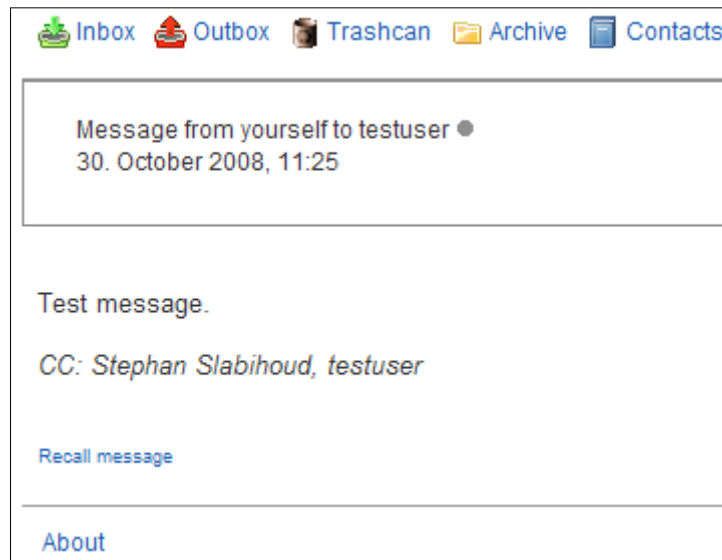 Inbox Outbox Trashcan Archive Contacts
Message from yourself to testuser
30. October 2008, 11:25
Test message.
CC: Stephan Slabihoud, testuser
Recall message
About